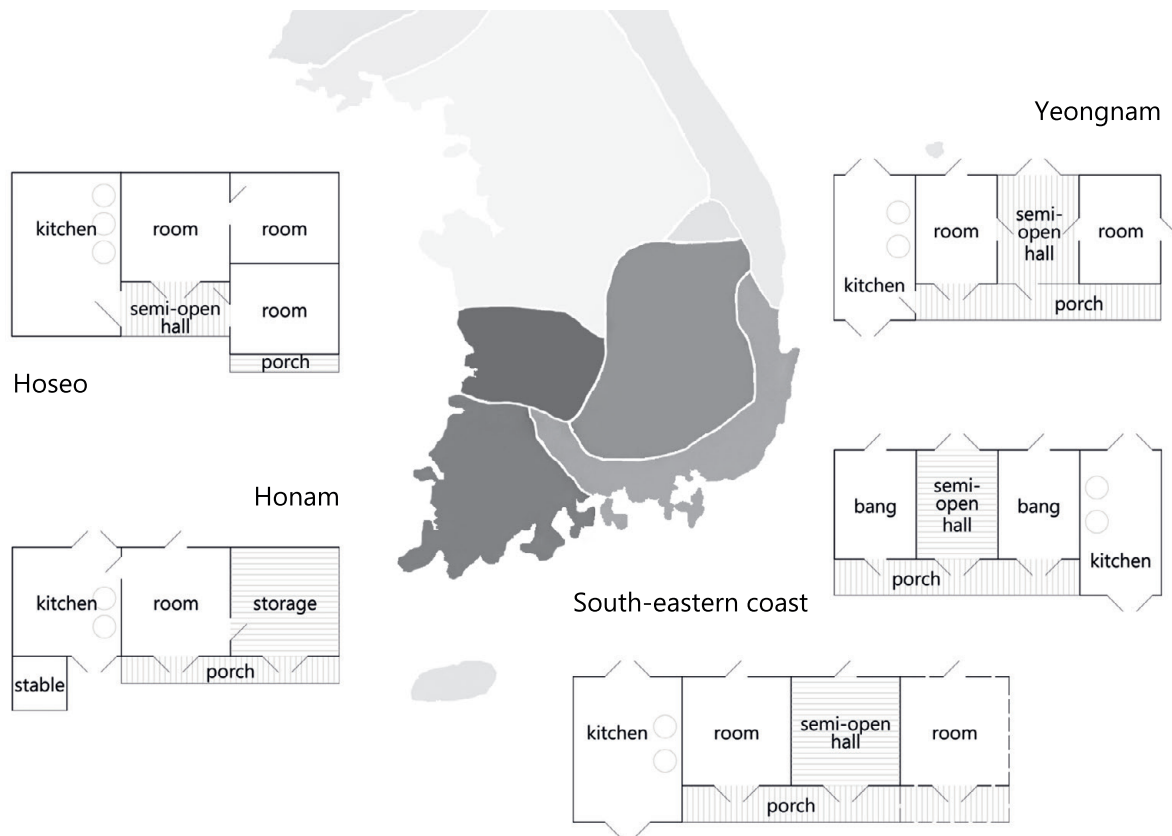 Yeongnam
kitchen
room
semi-
open
hall
room
porch
kitchen
room
room
semi-open
hall
room
porch
Hoseo
bang
semi-
open
hall
bang
kitchen
porch
Honam
kitchen
room
storage
porch
stable
South-eastern coast
kitchen
room
semi-open
hall
room
porch